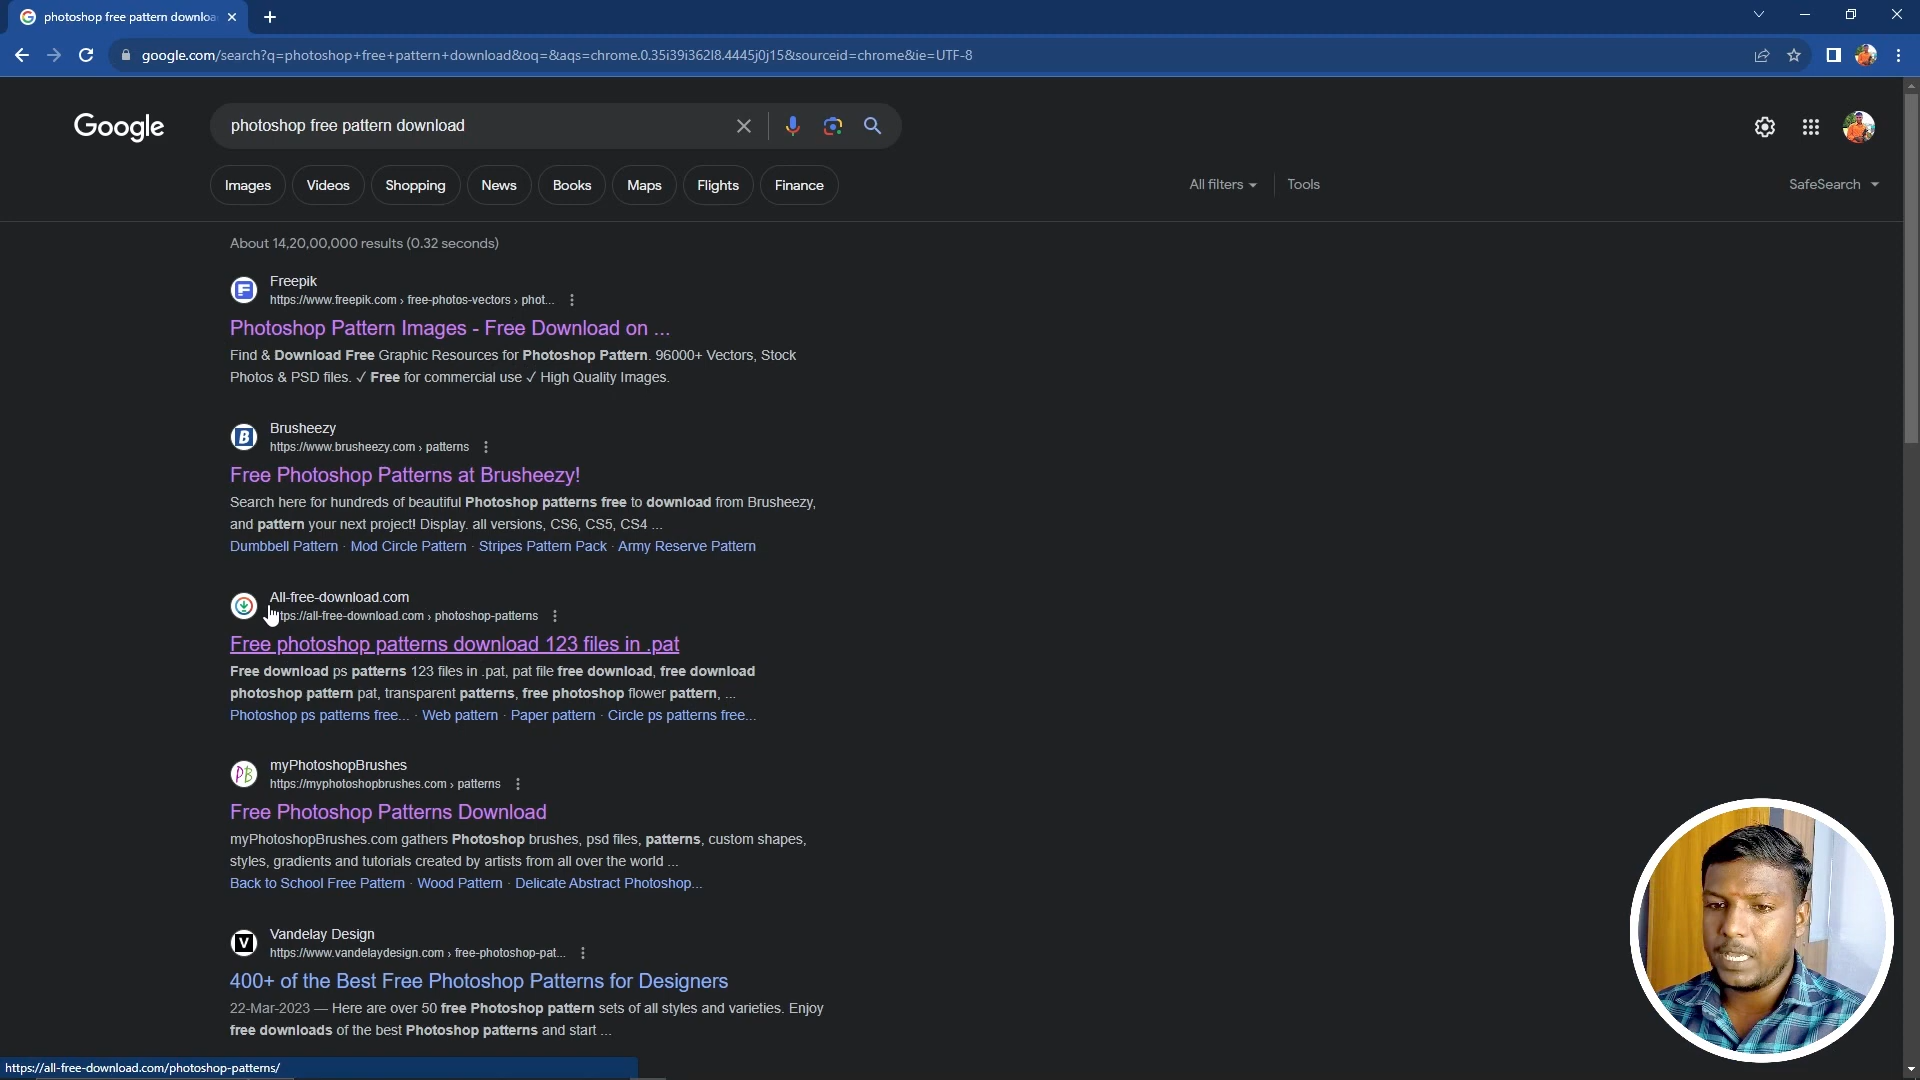 photoshop free pattern downloa
google.com/search?q=photoshop+free+pattern+download&oq=&aqs=chrome.0.35i39i362l8.4445j0j15&sourceid=chrome&ie=UTF-8
Google
photoshop free pattern download
Images
Videos
Shopping
News
Books
Maps
Flights
Finance
All filters
Tools
SafeSearch
About 14,20,00,000 results (0.32 seconds)
Freepik
https://www.freepik.com › free-photos-vectors › phot...
Photoshop Pattern Images - Free Download on ...
Find & Download Free Graphic Resources for Photoshop Pattern. 96000+ Vectors, Stock
Photos & PSD files. ✓ Free for commercial use ✓ High Quality Images.
B
Brusheezy
https://www.brusheezy.com › patterns
Free Photoshop Patterns at Brusheezy!
Search here for hundreds of beautiful Photoshop patterns free to download from Brusheezy,
and pattern your next project! Display. all versions, CS6, CS5, CS4 ...
Dumbbell Pattern · Mod Circle Pattern · Stripes Pattern Pack · Army Reserve Pattern
All-free-download.com
tps://all-free-download.com › photoshop-patterns
Free photoshop patterns download 123 files in .pat
Free download ps patterns 123 files in .pat, pat file free download, free download
photoshop pattern pat, transparent patterns, free photoshop flower pattern, ...
Photoshop ps patterns free... · Web pattern · Paper pattern · Circle ps patterns free...
PB
myPhotoshopBrushes
https://myphotoshopbrushes.com › patterns
Free Photoshop Patterns Download
myPhotoshopBrushes.com gathers Photoshop brushes, psd files, patterns, custom shapes,
styles, gradients and tutorials created by artists from all over the world ...
Back to School Free Pattern · Wood Pattern · Delicate Abstract Photoshop...
V
Vandelay Design
https://www.vandelaydesign.com › free-photoshop-pat...
400+ of the Best Free Photoshop Patterns for Designers
22-Mar-2023 — Here are over 50 free Photoshop pattern sets of all styles and varieties. Enjoy
free downloads of the best Photoshop patterns and start ...
https://all-free-download.com/photoshop-patterns/